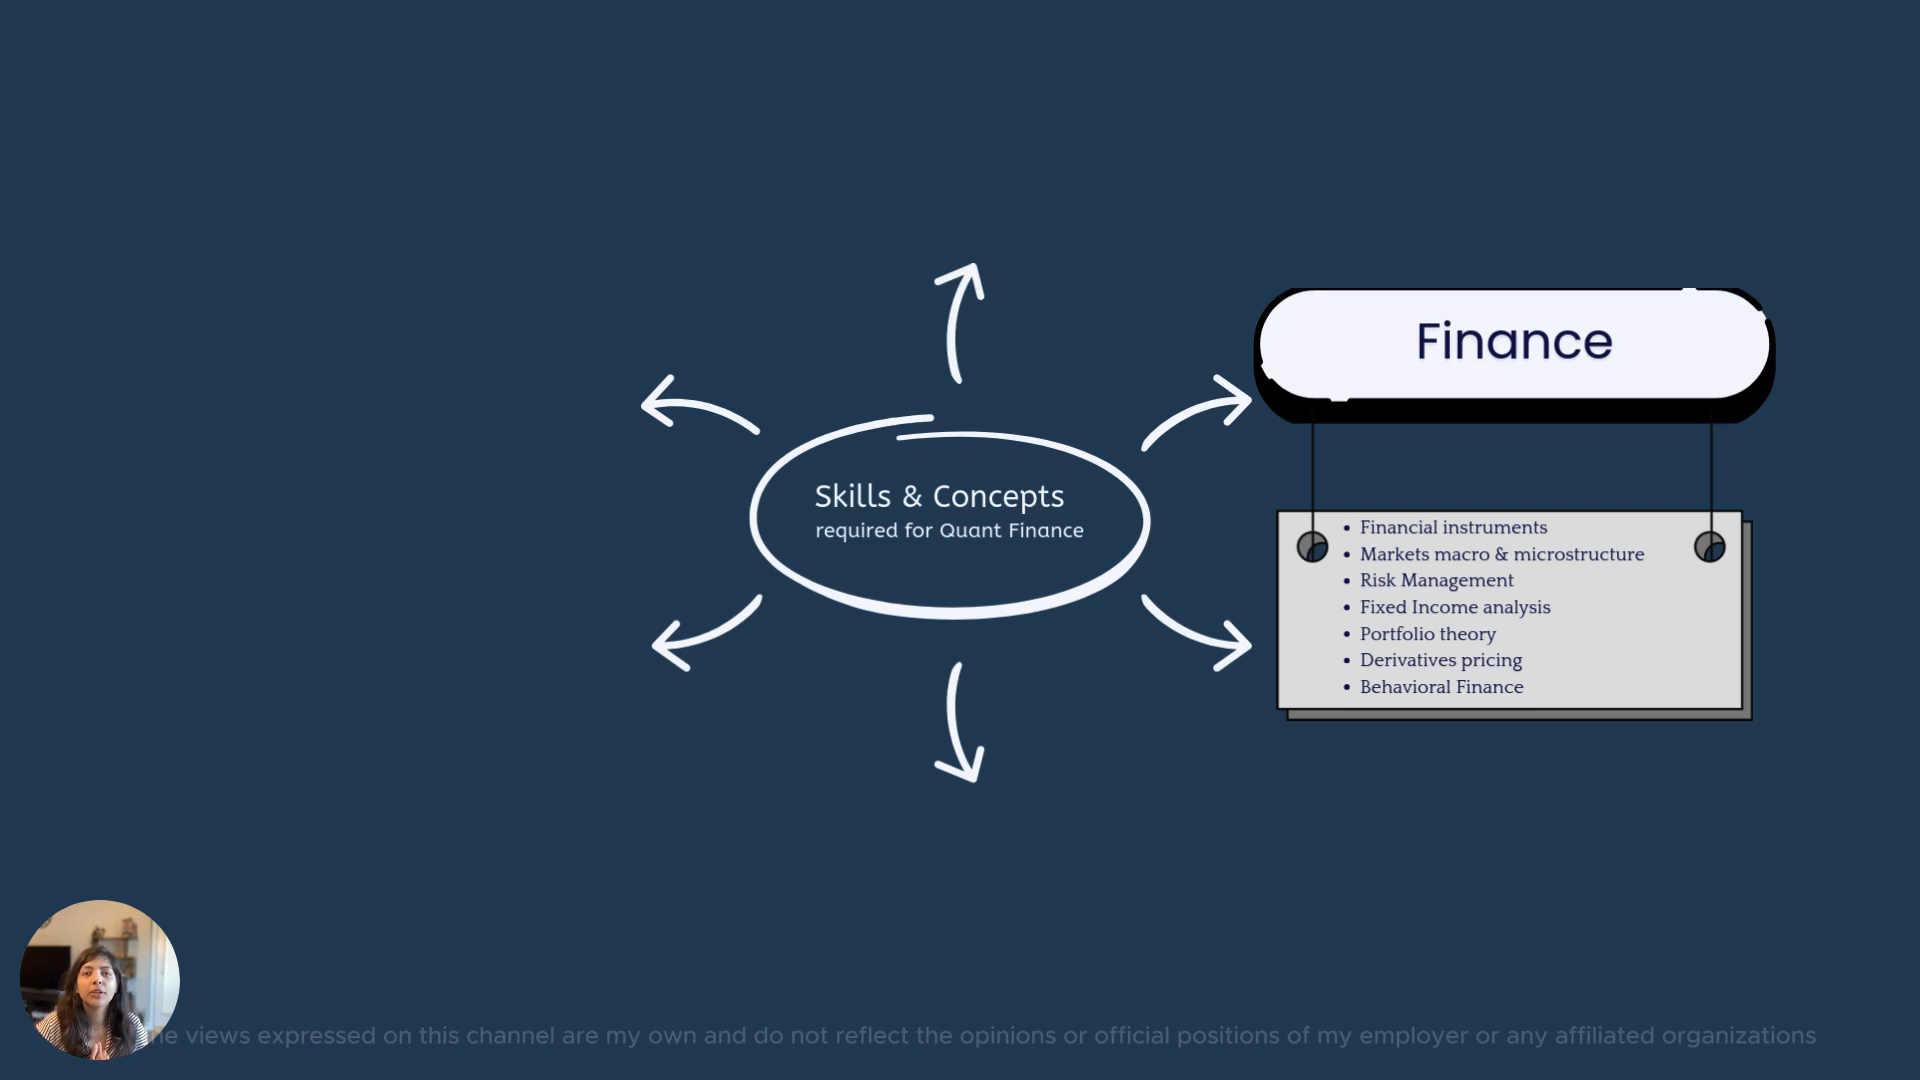 Finance
Skills & Concepts
required for Quant Finance
• Financial instruments
• Markets macro & microstructure
• Risk Management
• Fixed Income analysis
• Portfolio theory
• Derivatives pricing
• Behavioral Finance
views expressed on this channel are my own and do not reflect the opinions or official positions of my employer or any affiliated organizations